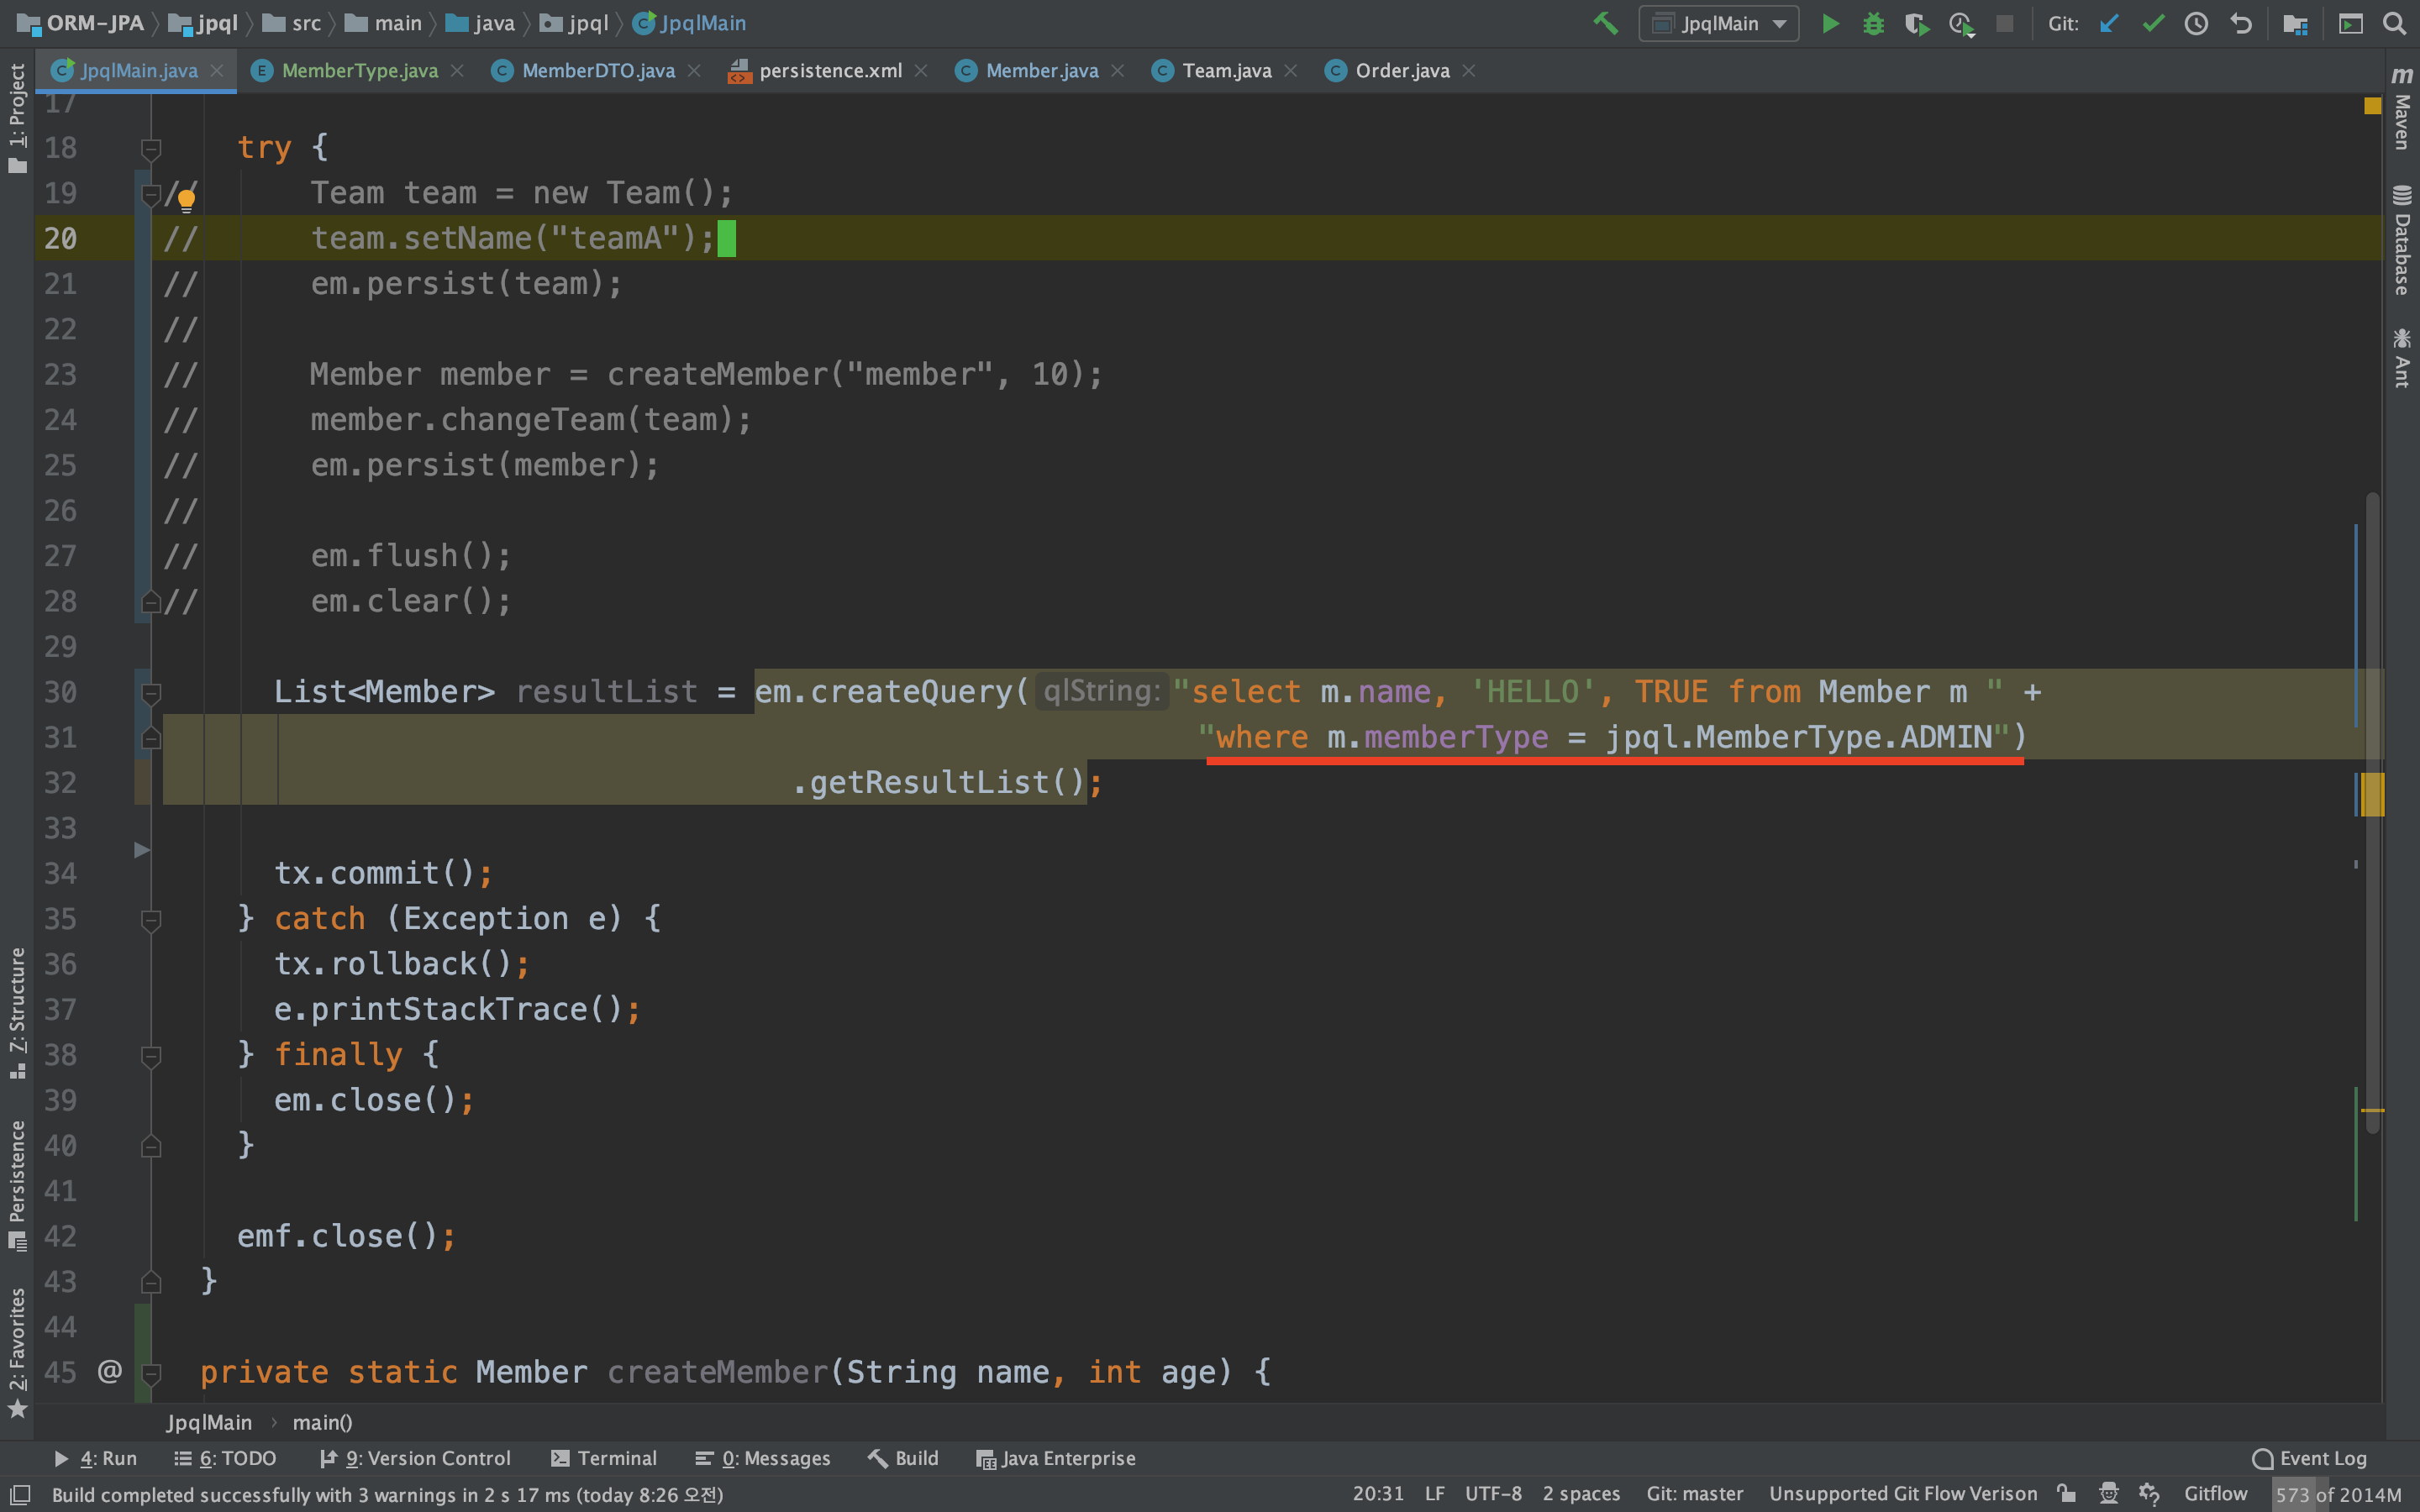 ORM-JPA jpql src main java jpql JpqlMain JpqlMain Git:
JpqlMain.java MemberType.java MemberDTO.java persistence.xml Member.java Team.java Order.java
1: Project
7: Structure
Persistence
2: Favorites
17
18 try {
19 // Team team = new Team();
20 // team.setName("teamA");
21 // em.persist(team);
22 //
23 // Member member = createMember("member", 10);
24 // member.changeTeam(team);
25 // em.persist(member);
26 //
27 // em.flush();
28 // em.clear();
29
30 List<Member> resultList = em.createQuery( qlString: "select m.name, 'HELLO', TRUE from Member m " +
31 "where m.memberType = jpql.MemberType.ADMIN")
32 .getResultList();
33
34 tx.commit();
35 } catch (Exception e) {
36 tx.rollback();
37 e.printStackTrace();
38 } finally {
39 em.close();
40 }
41
42 emf.close();
43 }
44
45 @ private static Member createMember(String name, int age) {
m Maven
Database
Ant
JpqlMain main()
4: Run 6: TODO 9: Version Control Terminal 0: Messages Build Java Enterprise Event Log
Build completed successfully with 3 warnings in 2 s 17 ms (today 8:26 오전) 20:31 LF UTF-8 2 spaces Git: master Unsupported Git Flow Verison Gitflow 573 of 2014M